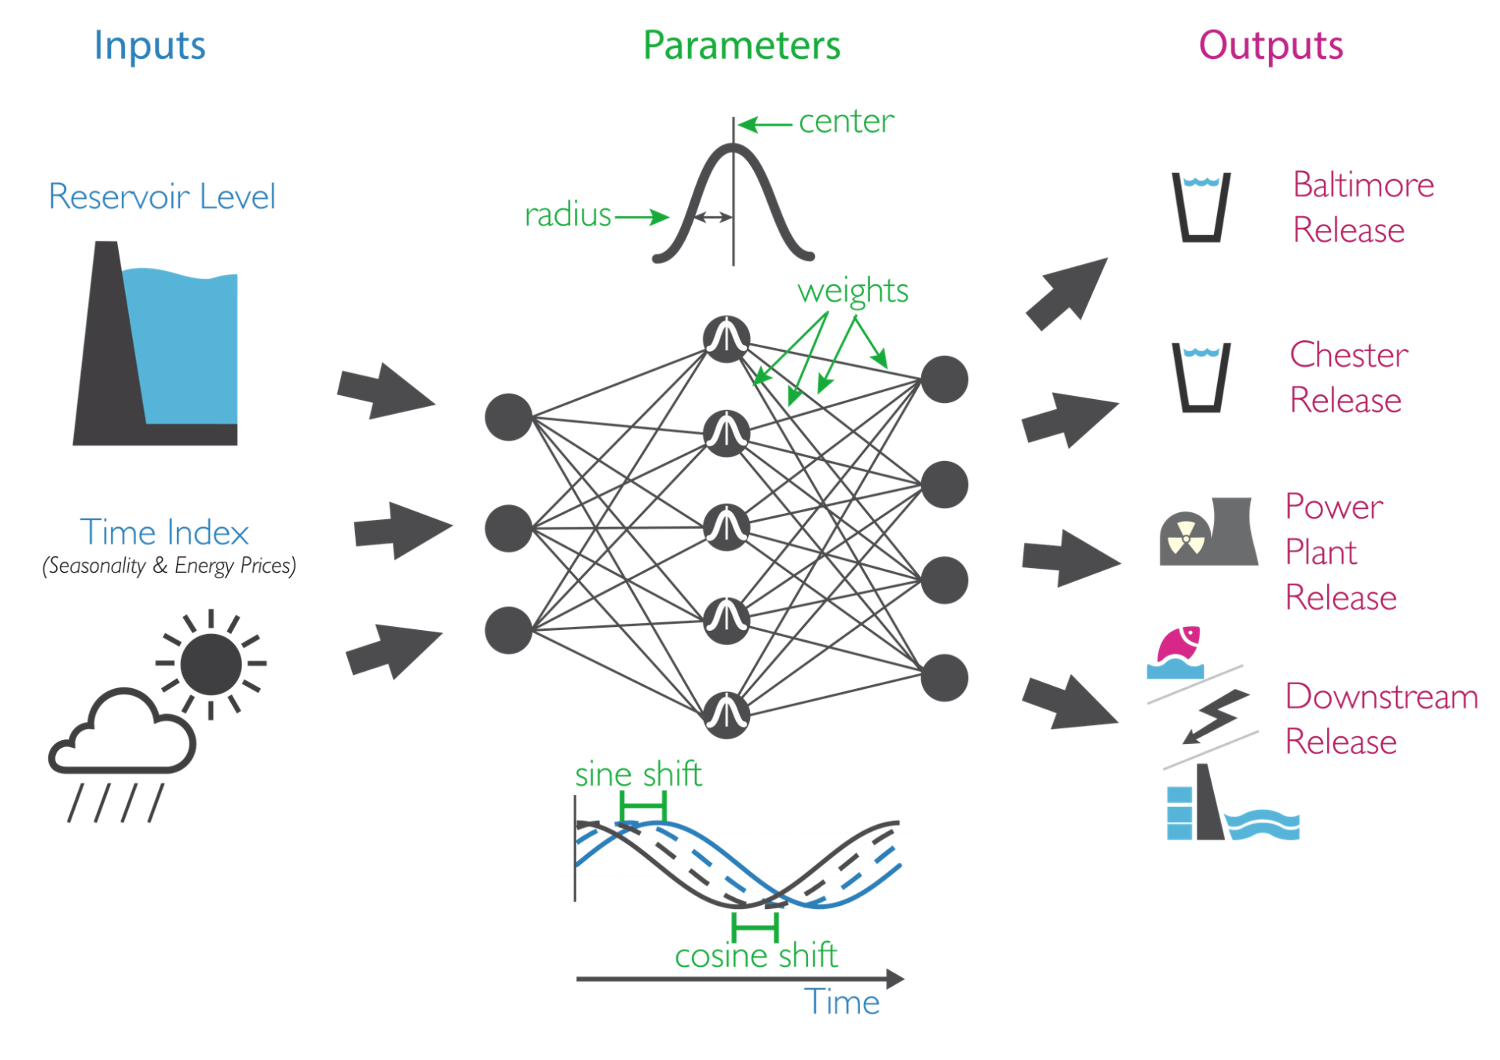 Inputs
Parameters
Outputs
center
Reservoir Level
radius
weights
Baltimore
Release
Chester
Release
Time Index
(Seasonality & Energy Prices)
Power
Plant
Release
Downstream
Release
sine shift
cosine shift
Time